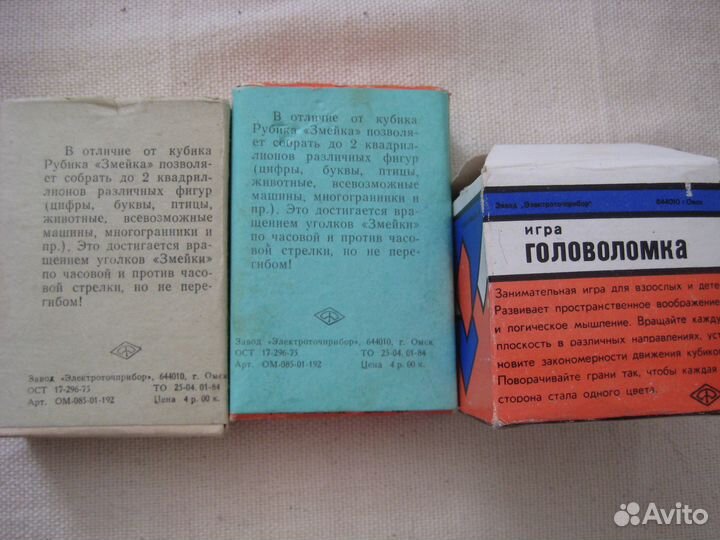 В отличие от кубика
Рубика «Змейка» позволя-
ет собрать до 2 квадрил-
лионов различных фигур
(цифры, буквы, птицы,
животные, всевозможные
машины, многогранники и
пр.). Это достигается вра-
щением уголков «Змейки»
по часовой и против часо-
вой стрелки, но не пере-
гибом!
Завод «Электроточприбор», 644010, г. Омск
ОСТ 17-296-75 ТО 25-04. 01-84
Арт. ОМ-085-01-192 Цена 4 р. 00 к.
В отличие от кубика
Рубика «Змейка» позволя-
ет собрать до 2 квадрил-
лионов различных фигур
(цифры, буквы, птицы,
животные, всевозможные
машины, многогранники и
пр.). Это достигается вра-
щением уголков «Змейки»
по часовой и против часо-
вой стрелки, но не пере-
гибом!
Завод «Электроточприбор», 644010, г. Омск
ОСТ 17-296-75 ТО 25-04. 01-84
Арт. ОМ-085-01-192 Цена 4 р. 00 к.
Завод „Электроточприбор" 644010 г. Омск
игра
ГОЛОВОЛОМКА
Занимательная игра для взрослых и дете
Развивает пространственное воображение
и логическое мышление. Вращайте кажду
плоскость в различных направлениях, уст
новите закономерности движения кубико
Поворачивайте грани так, чтобы каждая
сторона стала одного цвета.
Avito